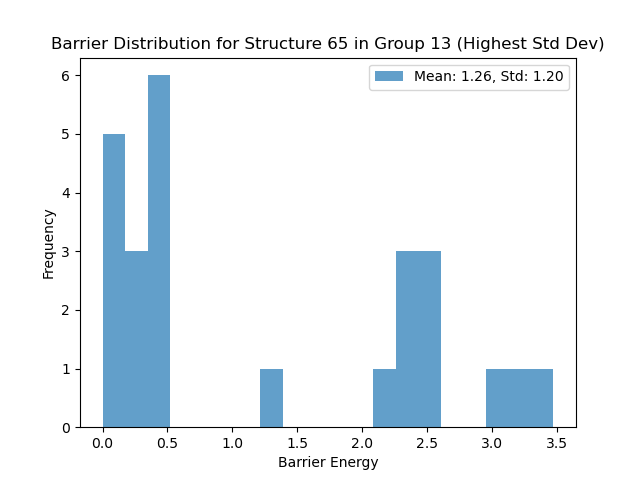 Barrier Distribution for Structure 65 in Group 13 (Highest Std Dev)
Mean: 1.26, Std: 1.20
Frequency
6
5
4
3
2
1
0
0.0 0.5 1.0 1.5 2.0 2.5 3.0 3.5
Barrier Energy